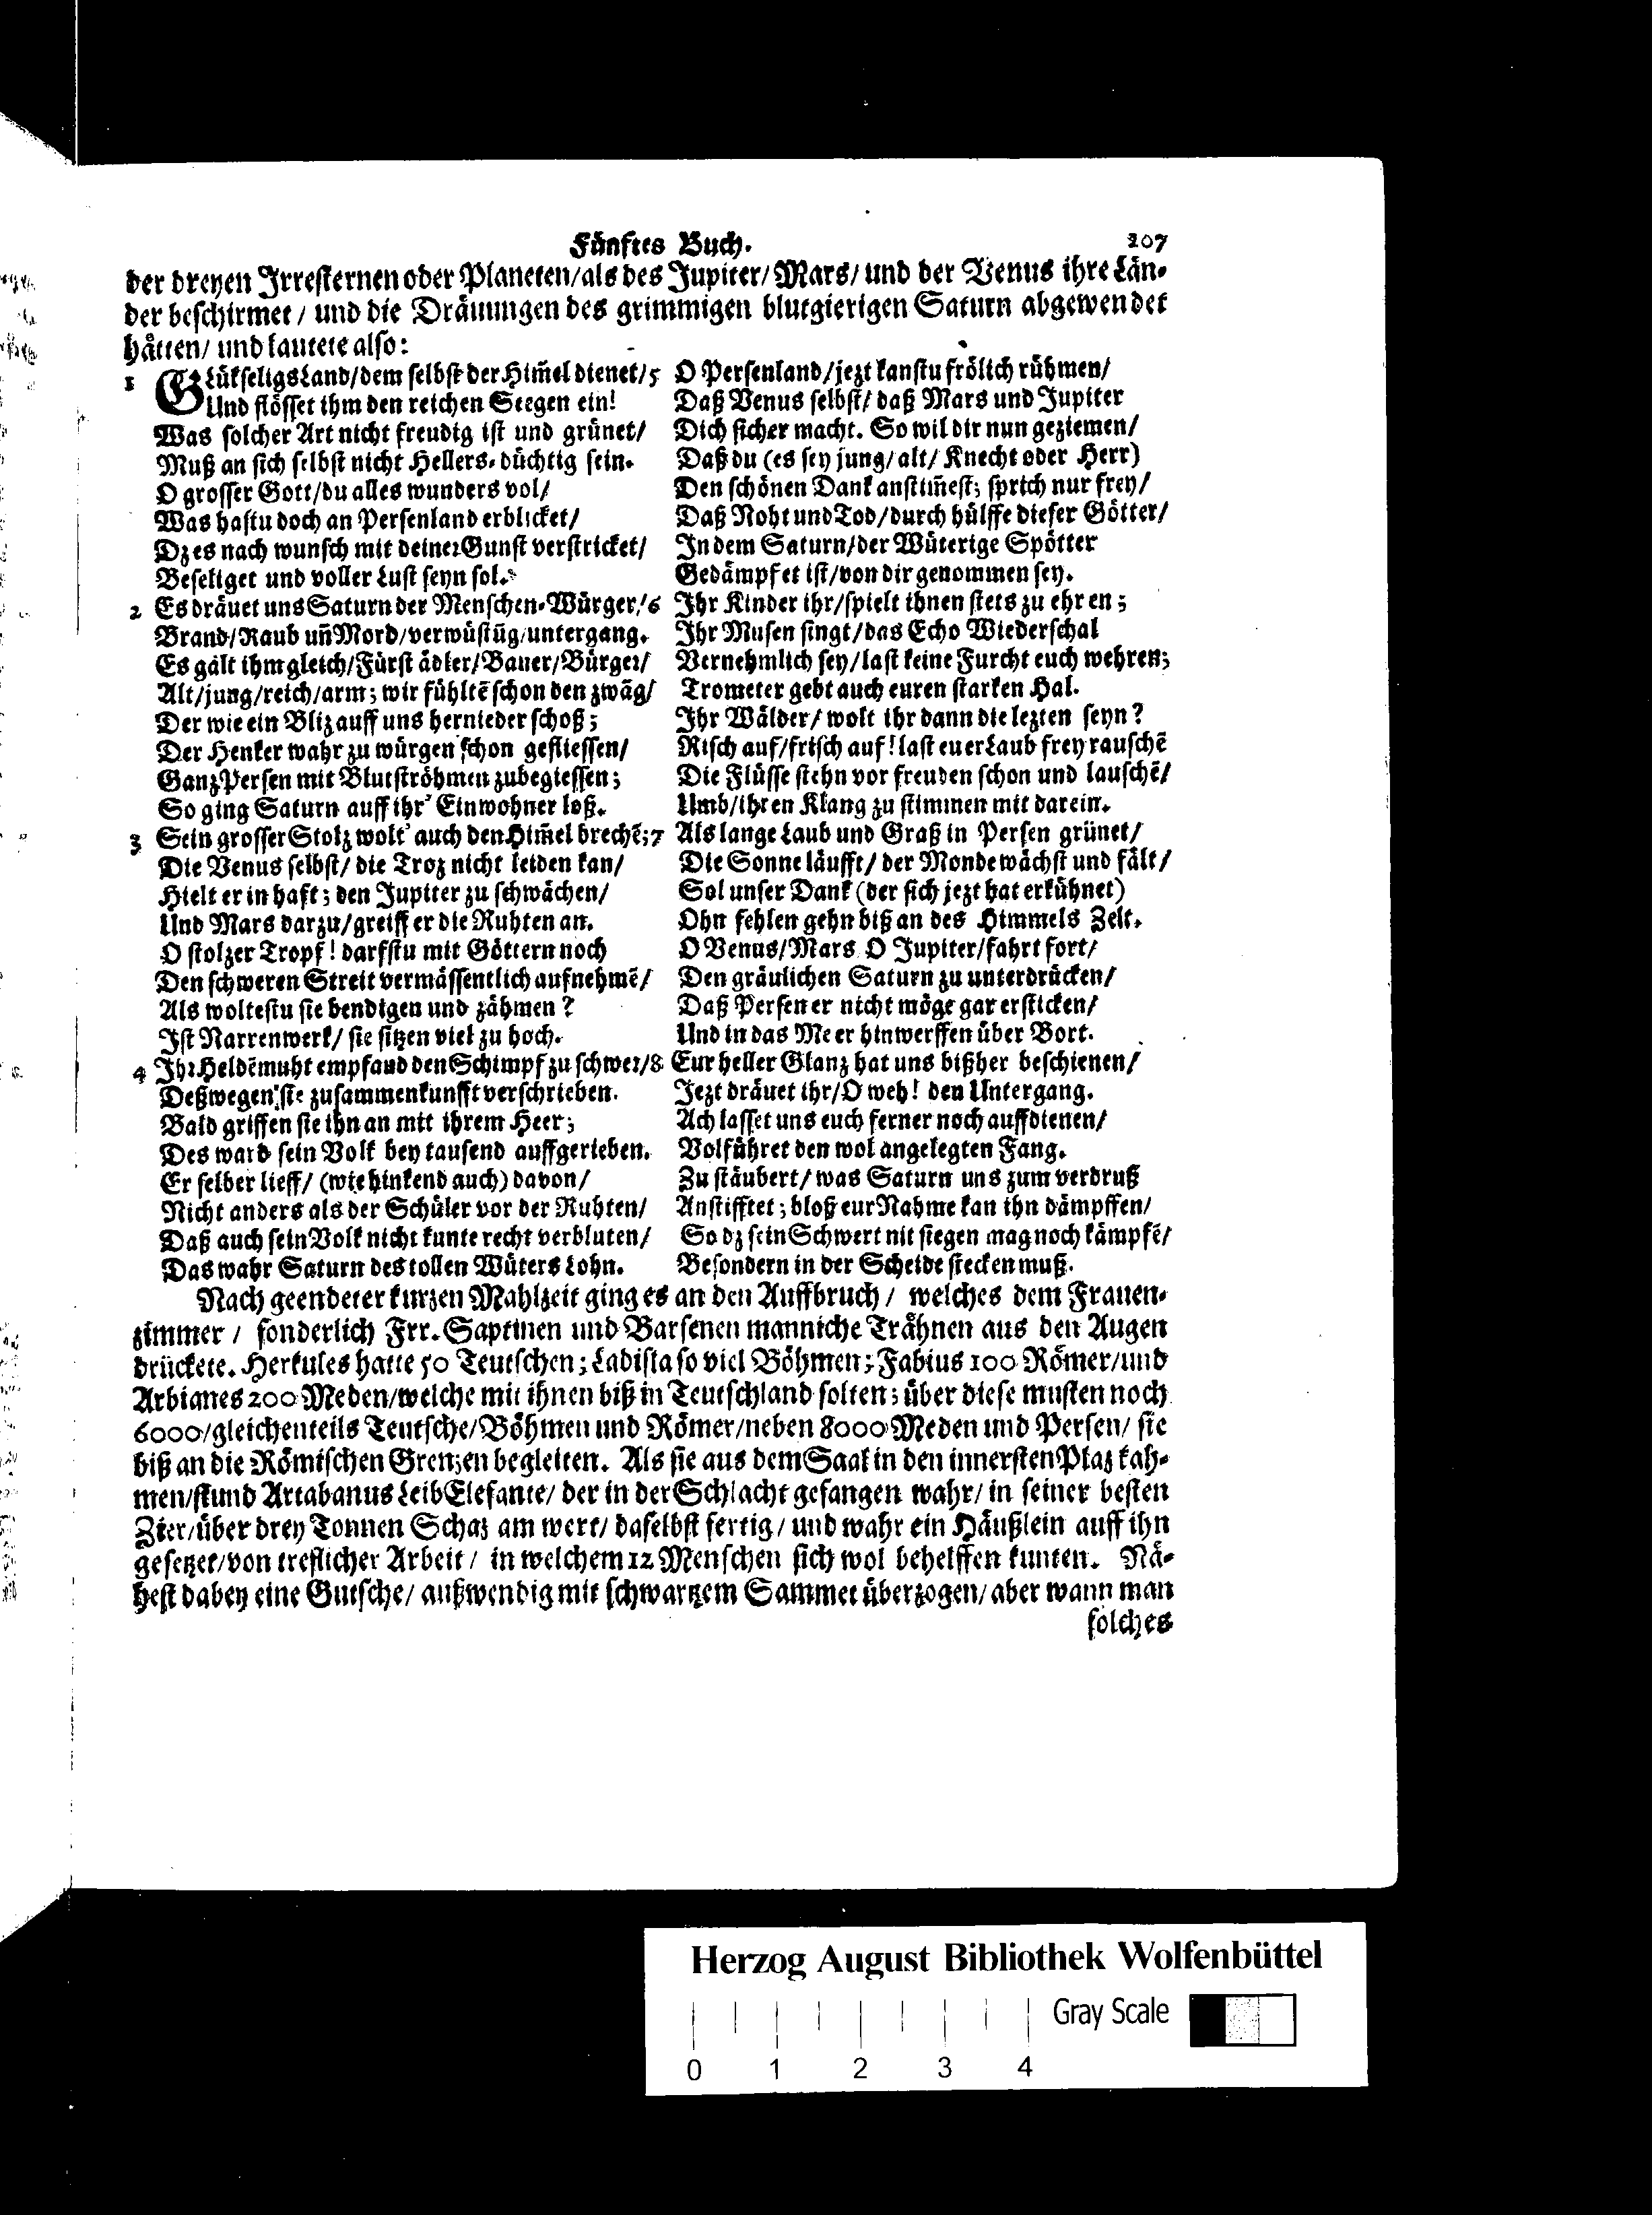 Fünftes Buch. 207
der dreyen Irresternen oder Planeten/als des Jupiter/ Mars/ und der Venus ihre Län-
der beschirmet / und die Dräuungen des grimmigen blutgierigen Saturn abgewendet
hätten/ und lautete also:
1 Glükseligs Land/dem selbst der Him̃el dienet/
Und flösset ihm den reichen Seegen ein!
Was solcher Art nicht freudig ist und grünet/
Muß an sich selbst nicht Hellers-düchtig sein.
O grosser Gott/du alles wunders vol/
Was hastu doch an Persenland erblicket/
Dz es nach wunsch mit deiner Gunst verstricket/
Beseliget und voller Lust seyn sol.
2 Es dräuet uns Saturn der Menschen-Würger/
Brand/Raub uñ Mord/verwüstũg/untergang.
Es galt ihm gleich/Fürst ädler/Bauer/Bürger/
Alt/jung/reich/arm; wir fühltẽ schon den zwãg/
Der wie ein Bliz auff uns hernieder schoß;
Der Henker wahr zu würgen schon geflissen/
Ganz Persen mit Blutströhmen zubegiessen;
So ging Saturn auff ihr' Einwohner loß.
3 Sein grosser Stolz wolt' auch den Him̃el brechẽ;
Die Venus selbst/ die Troz nicht leiden kan/
Hielt er in haft; den Jupiter zu schwächen/
Und Mars darzu/greiff er die Ruhten an.
O stolzer Tropf! darfstu mit Göttern noch
Den schweren Streit vermässentlich aufnehmẽ/
Als woltestu sie bendigen und zähmen?
Ist Narrenwerk/ sie sitzen viel zu hoch.
4 Ihr Heldẽmuht empfand den Schimpf zu schwer/
Deßwegen sie zusammenkunfft verschrieben.
Bald griffen sie ihn an mit ihrem Heer;
Des ward sein Volk bey tausend auffgerieben.
Er selber lieff/ (wie hinkend auch) davon/
Nicht anders als der Schüler vor der Ruhten/
Daß auch sein Volk nicht kunte recht verbluten/
Das wahr Saturn des tollen Wüters Lohn.
5 O Persenland/jezt kanstu frölich rühmen/
Daß Venus selbst/ daß Mars und Jupiter
Dich sicher macht. So wil dir nun geziemen/
Daß du (es sey jung/ alt/ Knecht oder Herr)
Den schönen Dank anstim̃est; sprich nur frey/
Daß Noht und Tod/durch hülffe dieser Götter/
In dem Saturn/der Wüterige Spötter
Gedämpfet ist/von dir genommen sey.
6 Ihr Kinder ihr/spielt ihnen stets zu ehren;
Ihr Musen singt/das Echo Wiederschal
Vernehmlich sey/last keine Furcht euch wehren;
Trometer gebt auch euren starken Hal.
Ihr Wälder/ wolt ihr dann die lezten seyn?
Risch auf/frisch auf! last euer Laub frey rauschẽ
Die Flüsse stehn vor freuden schon und lauschẽ/
Umb/ihren Klang zu stimmen mit darein.
7 Als lange Laub und Graß in Persen grünet/
Die Sonne läufft/ der Monde wächst und fält/
Sol unser Dank (der sich jezt hat erkühnet)
Ohn fehlen gehn biß an des Himmels Zelt.
O Venus/Mars O Jupiter/fahrt fort/
Den gräulichen Saturn zu unterdrücken/
Daß Persen er nicht möge gar ersticken/
Und in das Meer hinwerffen über Bort.
8 Eur heller Glanz hat uns bißher beschienen/
Jezt dräuet ihr/O weh! den Untergang.
Ach lasset uns euch ferner noch auffdienen/
Volführet den wol angelegten Fang.
Zu stäubert/ was Saturn uns zum verdruß
Anstifftet; bloß eur Nahme kan ihn dämpffen/
So dz sein Schwert nit siegen mag noch kämpfẽ/
Besondern in der Scheide stecken muß.
Nach geendeter kurzen Mahlzeit ging es an den Auffbruch / welches dem Frauen-
zimmer / sonderlich Frr. Saptinen und Barsenen manniche Trähnen aus den Augen
drückete. Herkules hatte 50 Teutschen; Ladisla so viel Böhmen; Fabius 100 Römer/und
Arbianes 200 Meden/welche mit ihnen biß in Teutschland solten; über diese musten noch
6000/gleichenteils Teutsche/Böhmen und Römer/neben 8000 Meden und Persen/ sie
biß an die Römischen Grenzen begleiten. Als sie aus dem Saal in den innersten Plaz kah-
men/stund Artabanus Leib Elefante/ der in der Schlacht gefangen wahr/ in seiner besten
Zier/über drey Tonnen Schaz am wert/ daselbst fertig/ und wahr ein Häußlein auff ihn
gesetzet/von treflicher Arbeit / in welchem 12 Menschen sich wol behelffen kunten. Nä-
hest dabey eine Gutsche/ außwendig mit schwartzem Sammet überzogen/ aber wann man
solches
Herzog August Bibliothek Wolfenbüttel
Gray Scale
0 1 2 3 4